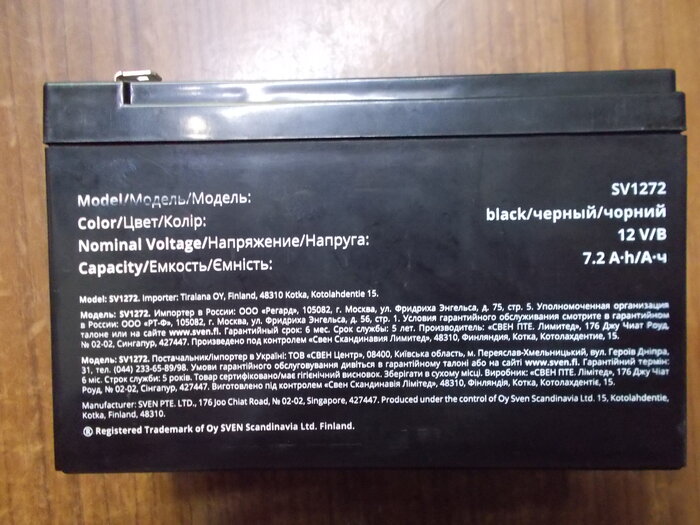 Model/Модель/Модель: SV1272
Color/Цвет/Колір: black/черный/чорний
Nominal Voltage/Напряжение/Напруга: 12 V/В
Capacity/Емкость/Ємність: 7.2 A·h/А·ч
Model: SV1272. Importer: Tiralana OY, Finland, 48310 Kotka, Kotolahdentie 15.
Модель: SV1272. Импортер в России: ООО «Регард», 105082, г. Москва, ул. Фридриха Энгельса, д. 75, стр. 5. Уполномоченная организация
в России: ООО «РТ-Ф», 105082, г. Москва, ул. Фридриха Энгельса, д. 56, стр. 1. Условия гарантийного обслуживания смотрите в гарантийном
талоне или на сайте www.sven.fi. Гарантийный срок: 6 мес. Срок службы: 5 лет. Производитель: «СВЕН ПТЕ. Лимитед», 176 Джу Чиат Роуд,
№ 02-02, Сингапур, 427447. Произведено под контролем «Свен Скандинавия Лимитед», 48310, Финляндия, Котка, Котолахдентие, 15.
Модель: SV1272. Постачальник/імпортер в Україні: ТОВ «СВЕН Центр», 08400, Київська область, м. Переяслав-Хмельницький, вул. Героїв Дніпра,
31, тел. (044) 233-65-89/98. Умови гарантійного обслуговування дивіться в гарантійному талоні або на сайті www.sven.fi. Гарантійний термін:
6 міс. Строк служби: 5 років. Товар сертифіковано/має гігієнічний висновок. Зберігати в сухому місці. Виробник: «СВЕН ПТЕ. Лімітед», 176 Джу Чіат
Роуд, № 02-02, Сінгапур, 427447. Виготовлено під контролем «Свен Скандинавія Лімітед», 48310, Фінляндія, Котка, Котолахдентіє, 15.
Manufacturer: SVEN PTE. LTD., 176 Joo Chiat Road, № 02-02, Singapore, 427447. Produced under the control of Oy Sven Scandinavia Ltd. 15, Kotolahdentie,
Kotka, Finland, 48310.
® Registered Trademark of Oy SVEN Scandinavia Ltd. Finland.